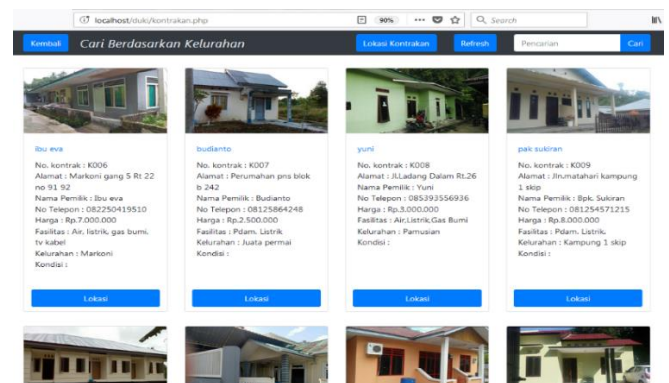 localhost/duki/kontrakan.php
90%
Search
Kembali
Cari Berdasarkan Kelurahan
Lokasi Kontrakan
Refresh
Pencarian
Cari
ibu eva
No. kontrak : K006
Alamat : Markoni gang 5 Rt 22
no 91 92
Nama Pemilik : Ibu eva
No Telepon : 082250419510
Harga : Rp.7.000.000
Fasilitas : Air, listrik, gas bumi.
tv kabel
Kelurahan : Markoni
Kondisi :
Lokasi
budianto
No. kontrak : K007
Alamat : Perumahan pns blok
b 242
Nama Pemilik : Budianto
No Telepon : 08125864248
Harga : Rp.2.500.000
Fasilitas : Pdam. Listrik
Kelurahan : Juata permai
Kondisi :
Lokasi
yuni
No. kontrak : K008
Alamat : Jl.Ladang Dalam Rt.26
Nama Pemilik : Yuni
No Telepon : 085393556936
Harga : Rp.3.000.000
Fasilitas : Air,Listrik,Gas Bumi
Kelurahan : Pamusian
Kondisi :
Lokasi
pak sukiran
No. kontrak : K009
Alamat : Jln.matahari kampung
1 skip
Nama Pemilik : Bpk. Sukiran
No Telepon : 081254571215
Harga : Rp.8.000.000
Fasilitas : Pdam. Listrik.
Kelurahan : Kampung 1 skip
Kondisi :
Lokasi